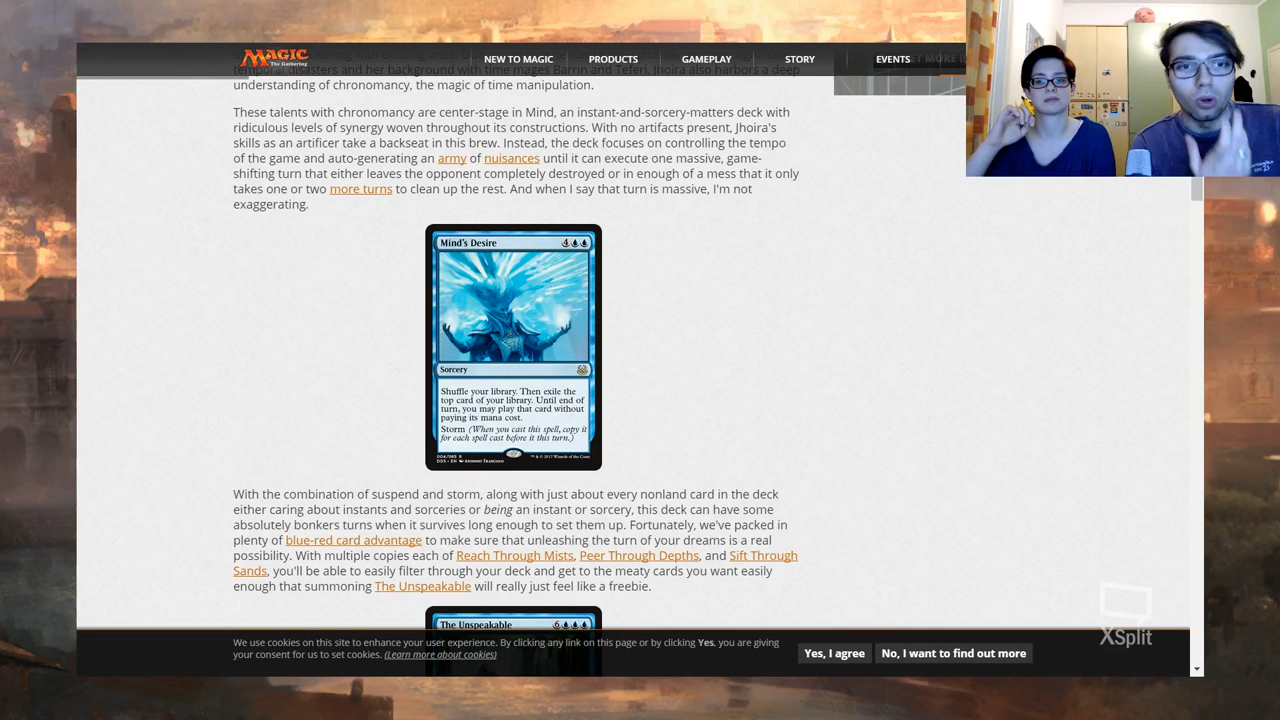 MAGIC
The Gathering
NEW TO MAGIC
PRODUCTS
GAMEPLAY
STORY
EVENTS
understanding of chronomancy, the magic of time manipulation.
These talents with chronomancy are center-stage in Mind, an instant-and-sorcery-matters deck with
ridiculous levels of synergy woven throughout its constructions. With no artifacts present, Jhoira's
skills as an artificer take a backseat in this brew. Instead, the deck focuses on controlling the tempo
of the game and auto-generating an army of nuisances until it can execute one massive, game-
shifting turn that either leaves the opponent completely destroyed or in enough of a mess that it only
takes one or two more turns to clean up the rest. And when I say that turn is massive, I'm not
exaggerating.
Mind's Desire 4
Sorcery
Shuffle your library. Then exile the
top card of your library. Until end of
turn, you may play that card without
paying its mana cost.
Storm (When you cast this spell, copy it
for each spell cast before it this turn.)
With the combination of suspend and storm, along with just about every nonland card in the deck
either caring about instants and sorceries or being an instant or sorcery, this deck can have some
absolutely bonkers turns when it survives long enough to set them up. Fortunately, we've packed in
plenty of blue-red card advantage to make sure that unleashing the turn of your dreams is a real
possibility. With multiple copies each of Reach Through Mists, Peer Through Depths, and Sift Through
Sands, you'll be able to easily filter through your deck and get to the meaty cards you want easily
enough that summoning The Unspeakable will really just feel like a freebie.
The Unspeakable 6
We use cookies on this site to enhance your user experience. By clicking any link on this page or by clicking Yes, you are giving
your consent for us to set cookies. (Learn more about cookies)
Yes, I agree
No, I want to find out more
XSplit